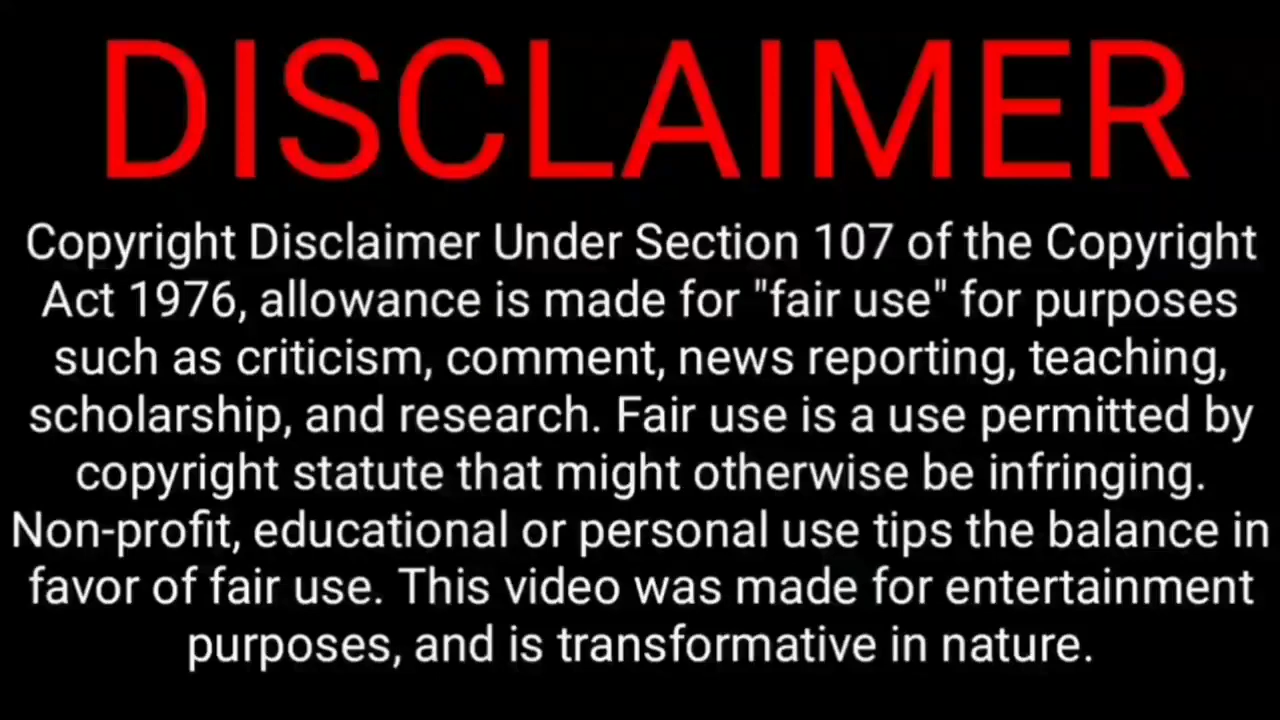 DISCLAIMER
Copyright Disclaimer Under Section 107 of the Copyright
Act 1976, allowance is made for "fair use" for purposes
such as criticism, comment, news reporting, teaching,
scholarship, and research. Fair use is a use permitted by
copyright statute that might otherwise be infringing.
Non-profit, educational or personal use tips the balance in
favor of fair use. This video was made for entertainment
purposes, and is transformative in nature.